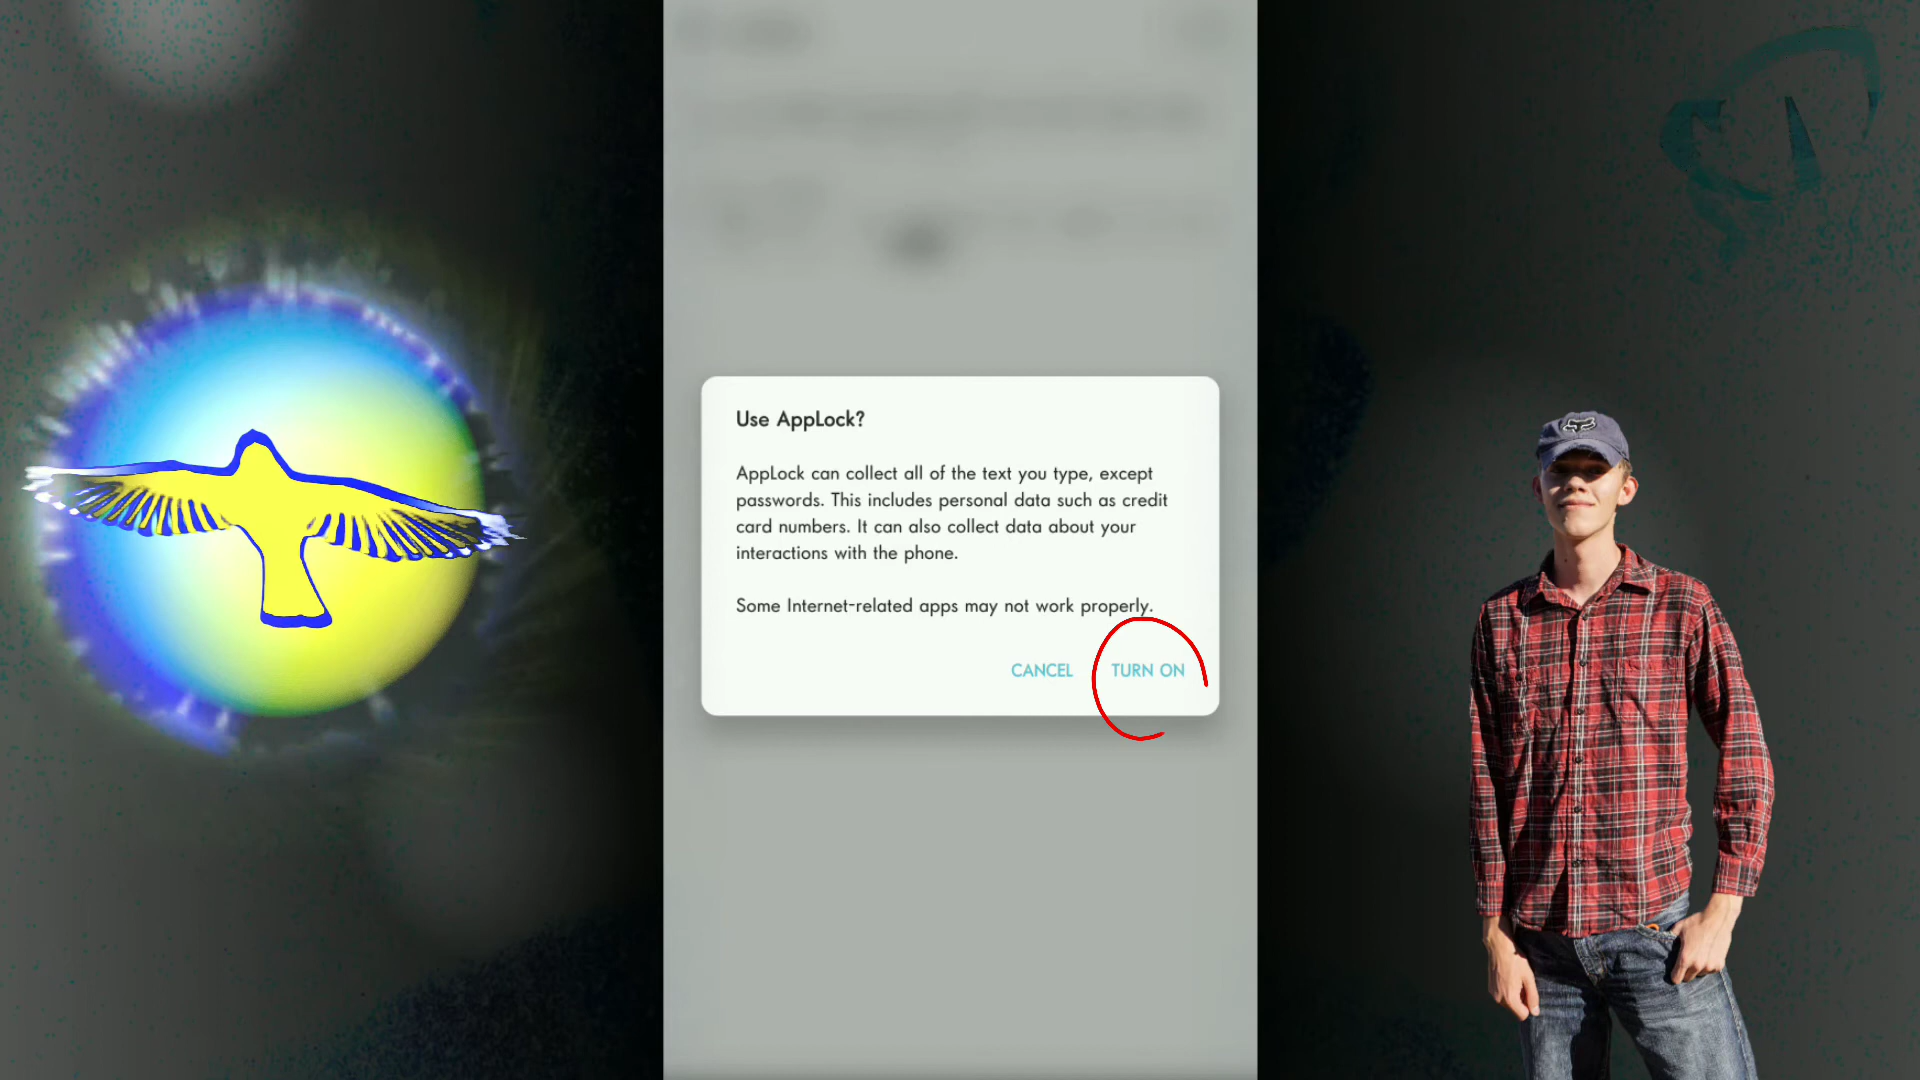 Use AppLock?
AppLock can collect all of the text you type, except
passwords. This includes personal data such as credit
card numbers. It can also collect data about your
interactions with the phone.
Some Internet-related apps may not work properly.
CANCEL TURN ON